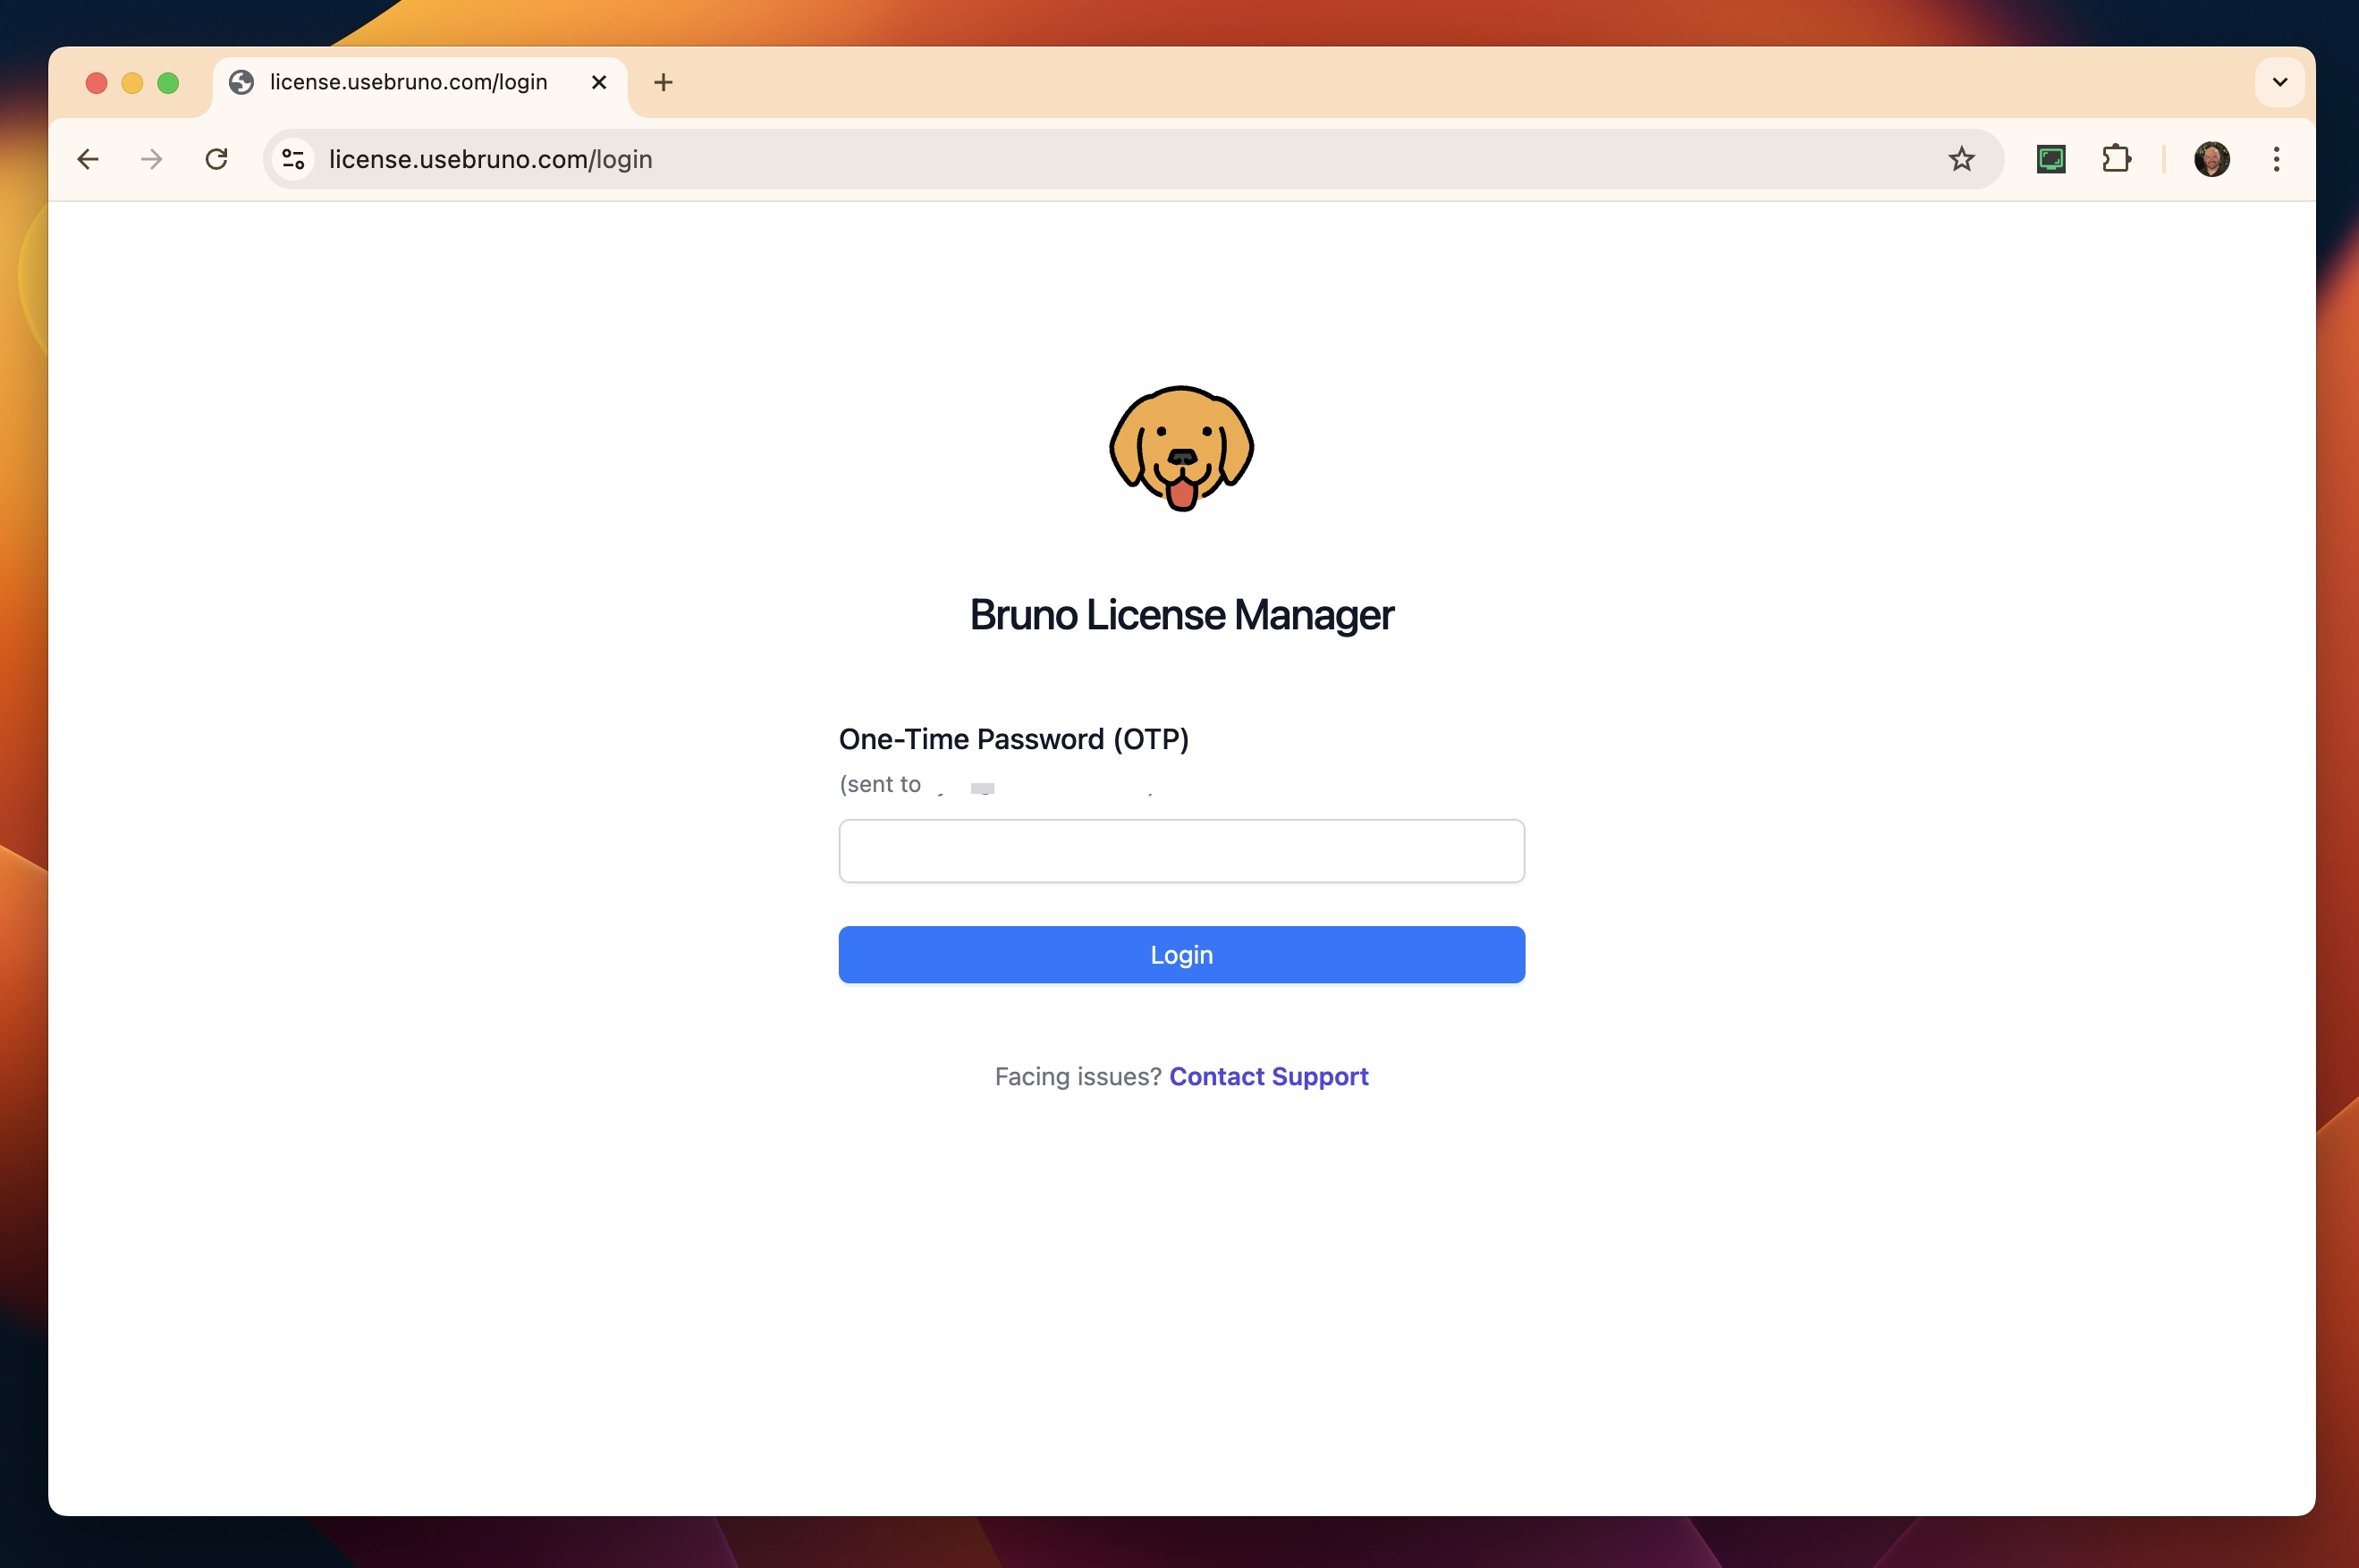 license.usebruno.com/login
license.usebruno.com/login
Bruno License Manager
One-Time Password (OTP)
(sent to
Login
Facing issues? Contact Support